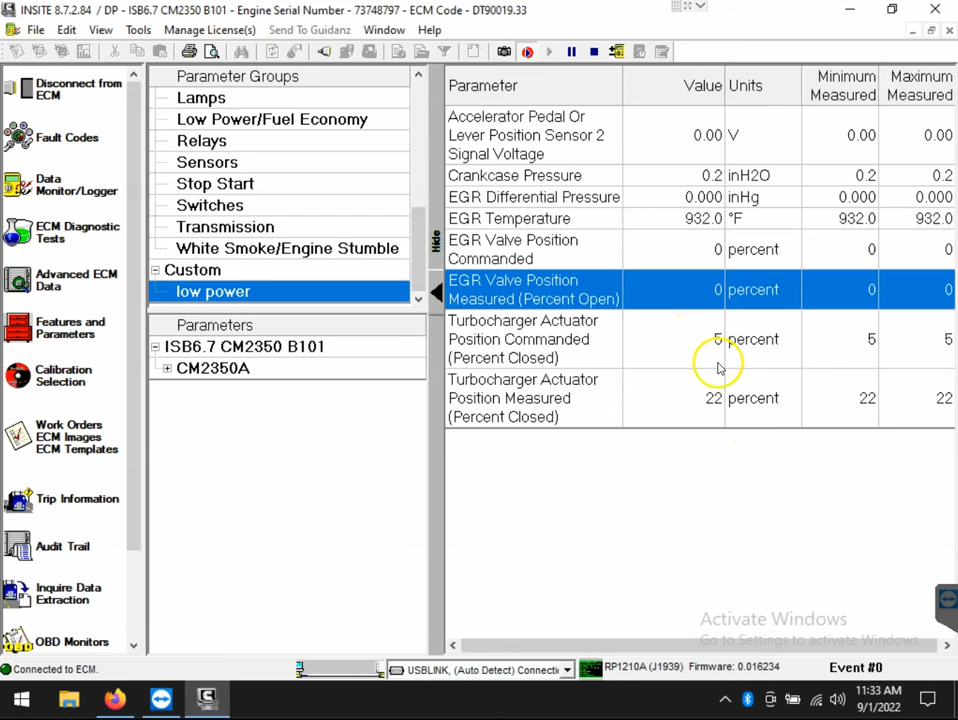 INSITE 8.7.2.84 / DP - ISB6.7 CM2350 B101 - Engine Serial Number - 73748797 - ECM Code - DT90019.33
File Edit View Tools Manage License(s) Send To Guidanz Window Help
Disconnect from
ECM
Fault Codes
Data
Monitor/Logger
ECM Diagnostic
Tests
Advanced ECM
Data
Features and
Parameters
Calibration
Selection
Work Orders
ECM Images
ECM Templates
Trip Information
Audit Trail
Inquire Data
Extraction
OBD Monitors
Parameter Groups
Lamps
Low Power/Fuel Economy
Relays
Sensors
Stop Start
Switches
Transmission
White Smoke/Engine Stumble
Custom
low power
Parameters
ISB6.7 CM2350 B101
CM2350A
Hide
Parameter Value Units Minimum Measured Maximum Measured
Accelerator Pedal Or
Lever Position Sensor 2 0.00 V 0.00 0.00
Signal Voltage
Crankcase Pressure 0.2 inH2O 0.2 0.2
EGR Differential Pressure 0.000 inHg 0.000 0.000
EGR Temperature 932.0 °F 932.0 932.0
EGR Valve Position
Commanded 0 percent 0 0
EGR Valve Position
Measured (Percent Open) 0 percent 0 0
Turbocharger Actuator
Position Commanded 5 percent 5 5
(Percent Closed)
Turbocharger Actuator
Position Measured 22 percent 22 22
(Percent Closed)
Activate Windows
Go to Settings to activate Windows.
Connected to ECM. USBLINK, (Auto Detect) Connectic RP1210A (J1939) Firmware: 0.016234 Event #0
11:33 AM
9/1/2022